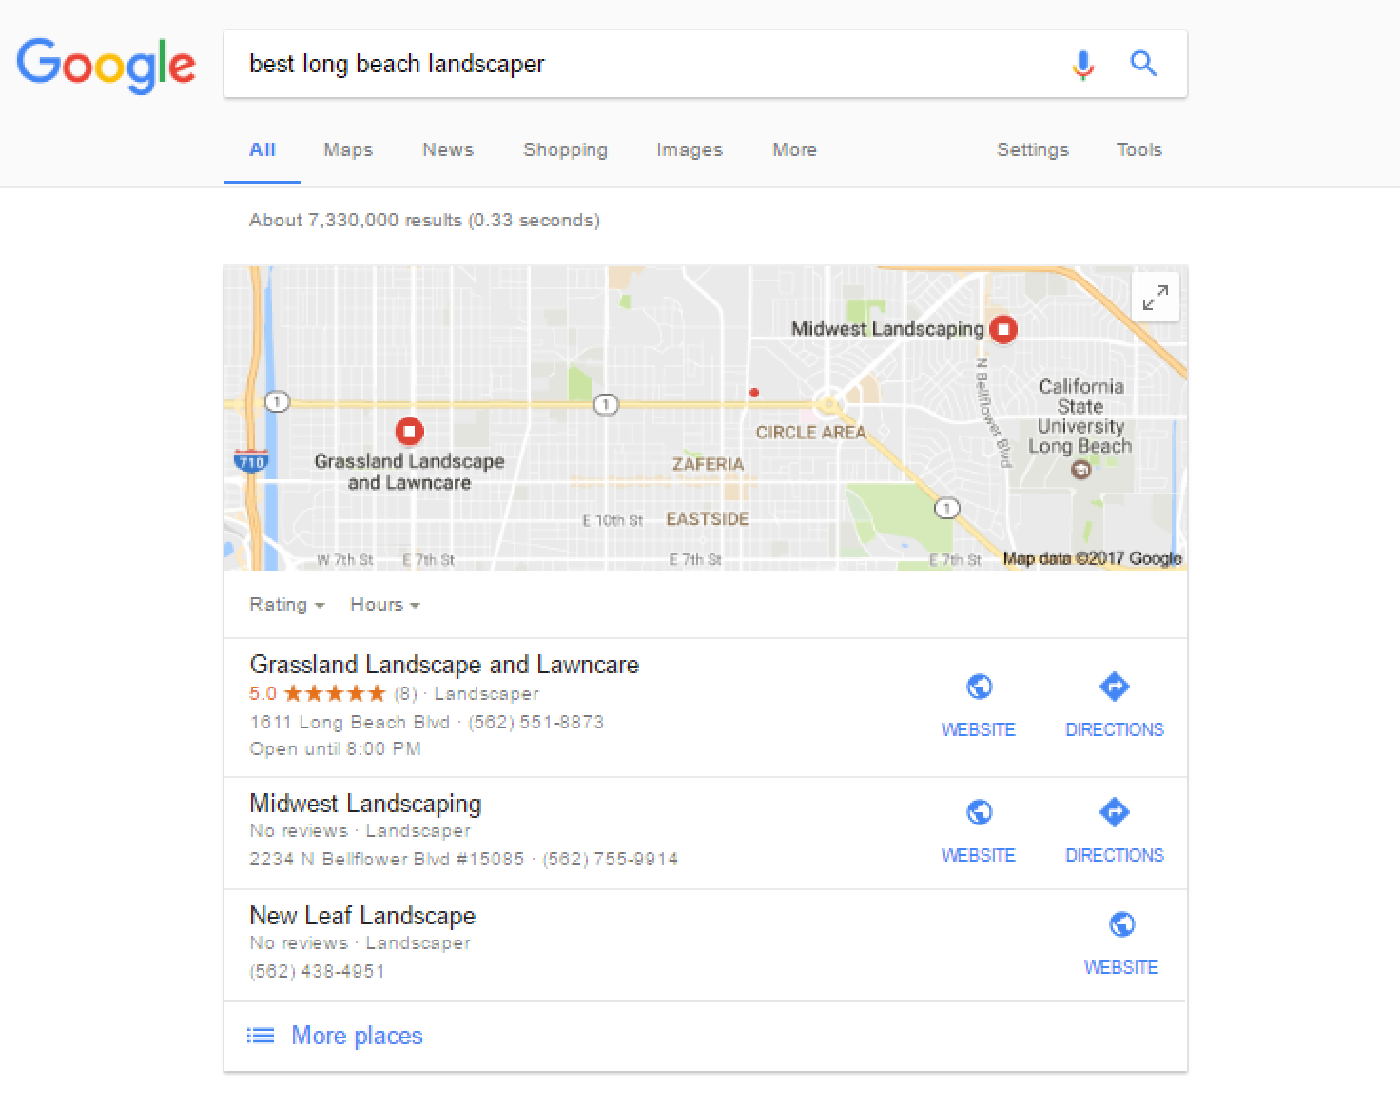 Google
best long beach landscaper
All Maps News Shopping Images More Settings Tools
About 7,330,000 results (0.33 seconds)
Midwest Landscaping
N Bellflower Blvd
California
State
University
Long Beach
1
1
CIRCLE AREA
710
Grassland Landscape
and Lawncare
ZAFERIA
1
E 10th St EASTSIDE
W 7th St E 7th St E 7th St E 7th St Map data ©2017 Google
Rating Hours
Grassland Landscape and Lawncare
5.0 ★★★★★ (8) · Landscaper
1611 Long Beach Blvd · (562) 551-8873
WEBSITE DIRECTIONS
Open until 8:00 PM
Midwest Landscaping
No reviews · Landscaper
2234 N Bellflower Blvd #15085 · (562) 755-9914
WEBSITE DIRECTIONS
New Leaf Landscape
No reviews · Landscaper
(562) 438-4951
WEBSITE
More places